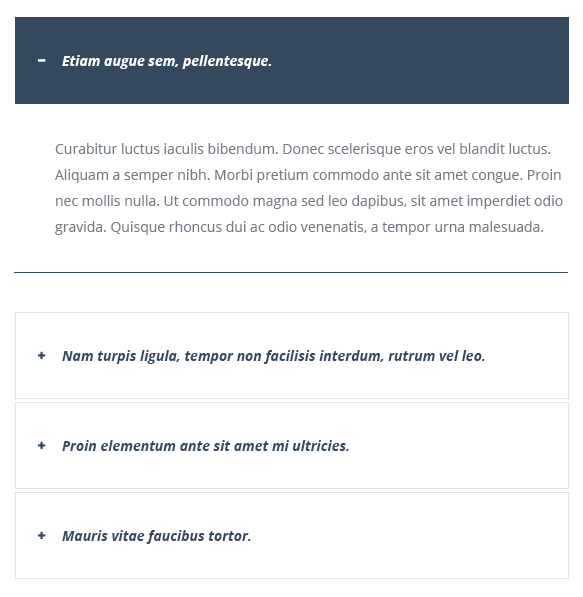 Etiam augue sem, pellentesque.
Curabitur luctus iaculis bibendum. Donec scelerisque eros vel blandit luctus.
Aliquam a semper nibh. Morbi pretium commodo ante sit amet congue. Proin
nec mollis nulla. Ut commodo magna sed leo dapibus, sit amet imperdiet odio
gravida. Quisque rhoncus dui ac odio venenatis, a tempor urna malesuada.
Nam turpis ligula, tempor non facilisis interdum, rutrum vel leo.
Proin elementum ante sit amet mi ultricies.
Mauris vitae faucibus tortor.